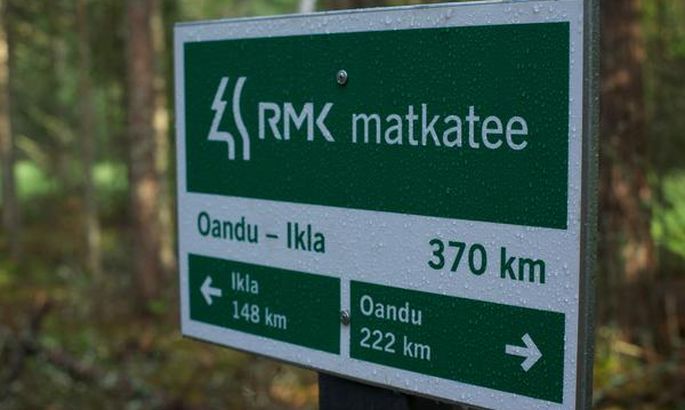 RMK matkatee
Oandu – Ikla
370 km
← Ikla
148 km
Oandu
222 km →